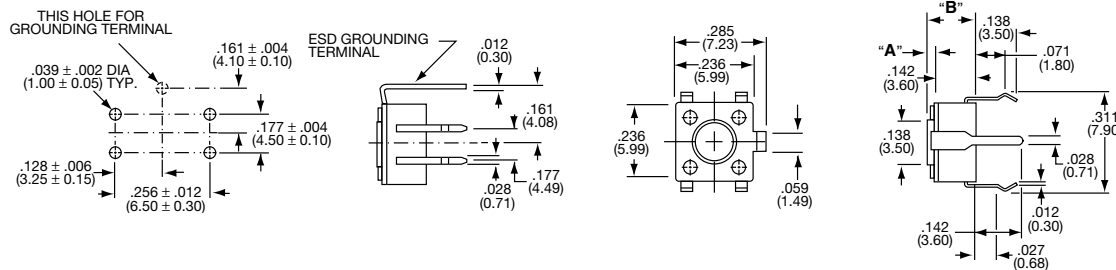 THIS HOLE FOR
GROUNDING TERMINAL
.161 ± .004
(4.10 ± 0.10)
.039 ± .002 DIA
(1.00 ± 0.05) TYP.
.177 ± .004
(4.50 ± 0.10)
.128 ± .006
(3.25 ± 0.15)
.256 ± .012
(6.50 ± 0.30)
ESD GROUNDING
TERMINAL
.012
(0.30)
.161
(4.08)
.177
(4.49)
.028
(0.71)
.285
(7.23)
.236
(5.99)
.236
(5.99)
.059
(1.49)
"B"
.138
(3.50)
"A"
.071
(1.80)
.142
(3.60)
.311
(7.90
.138
(3.50)
.028
(0.71)
.012
(0.30)
.142
(3.60)
.027
(0.68)